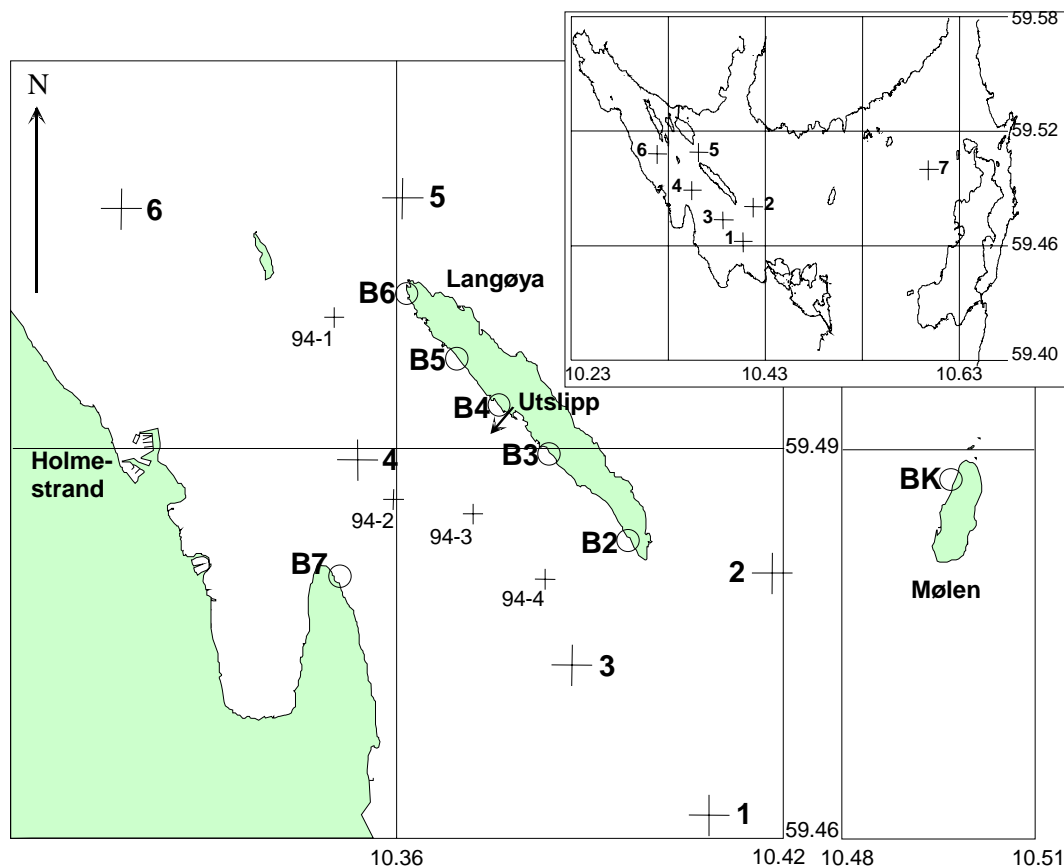 59.58
N
59.52
6
5
7
4
2
3
1
59.46
59.40
10.23
10.43
10.63
6
5
Langøya
B6
94-1
B5
B4
Utslipp
B3
59.49
Holme-
strand
4
BK
94-2
94-3
B2
B7
2
94-4
Mølen
3
1
59.46
10.36
10.42
10.48
10.51